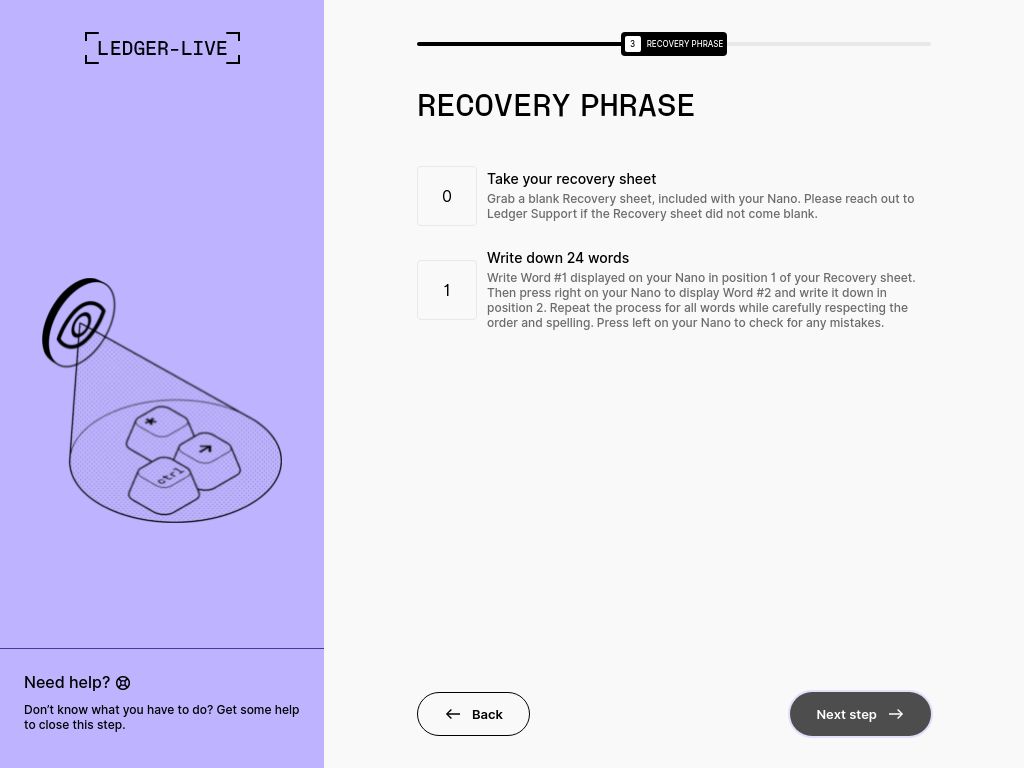 LEDGER-LIVE
3 RECOVERY PHRASE
RECOVERY PHRASE
0
Take your recovery sheet
Grab a blank Recovery sheet, included with your Nano. Please reach out to
Ledger Support if the Recovery sheet did not come blank.
1
Write down 24 words
Write Word #1 displayed on your Nano in position 1 of your Recovery sheet.
Then press right on your Nano to display Word #2 and write it down in
position 2. Repeat the process for all words while carefully respecting the
order and spelling. Press left on your Nano to check for any mistakes.
*
ctrl
Need help?
Don’t know what you have to do? Get some help
to close this step.
Back
Next step